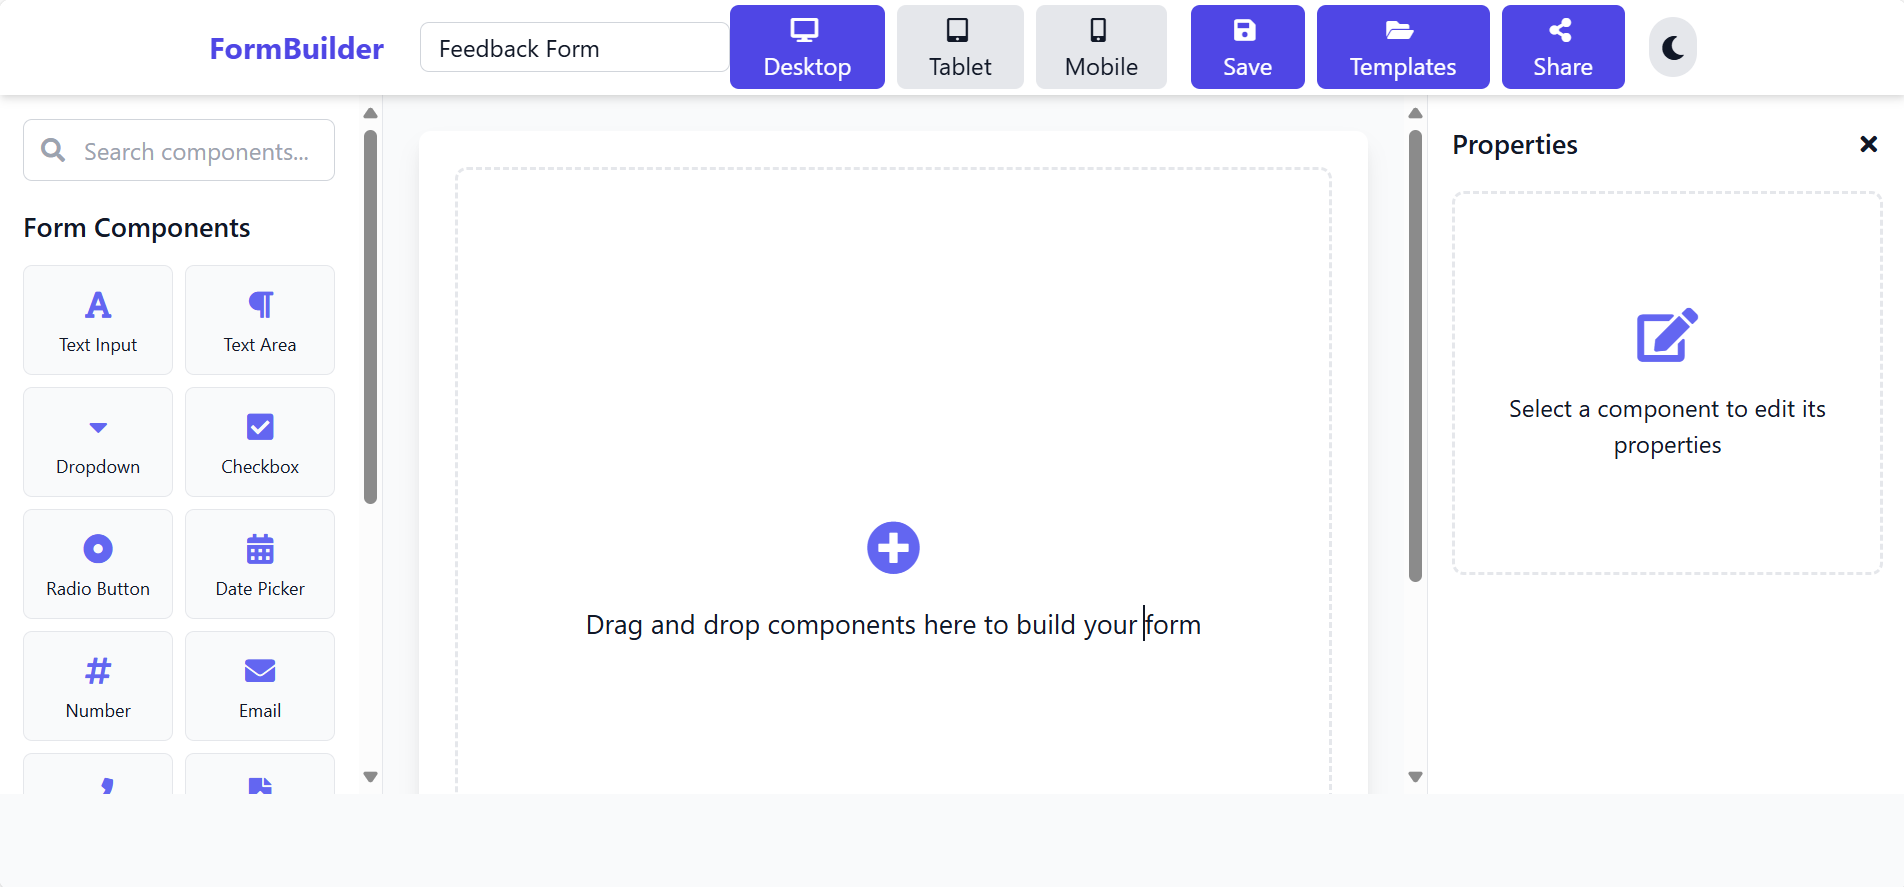 FormBuilder
Feedback Form
Desktop
Tablet
Mobile
Save
Templates
Share
Search components...
Form Components
Text Input
Text Area
Dropdown
Checkbox
Radio Button
Date Picker
Number
Email
Drag and drop components here to build your form
Properties
Select a component to edit its
properties